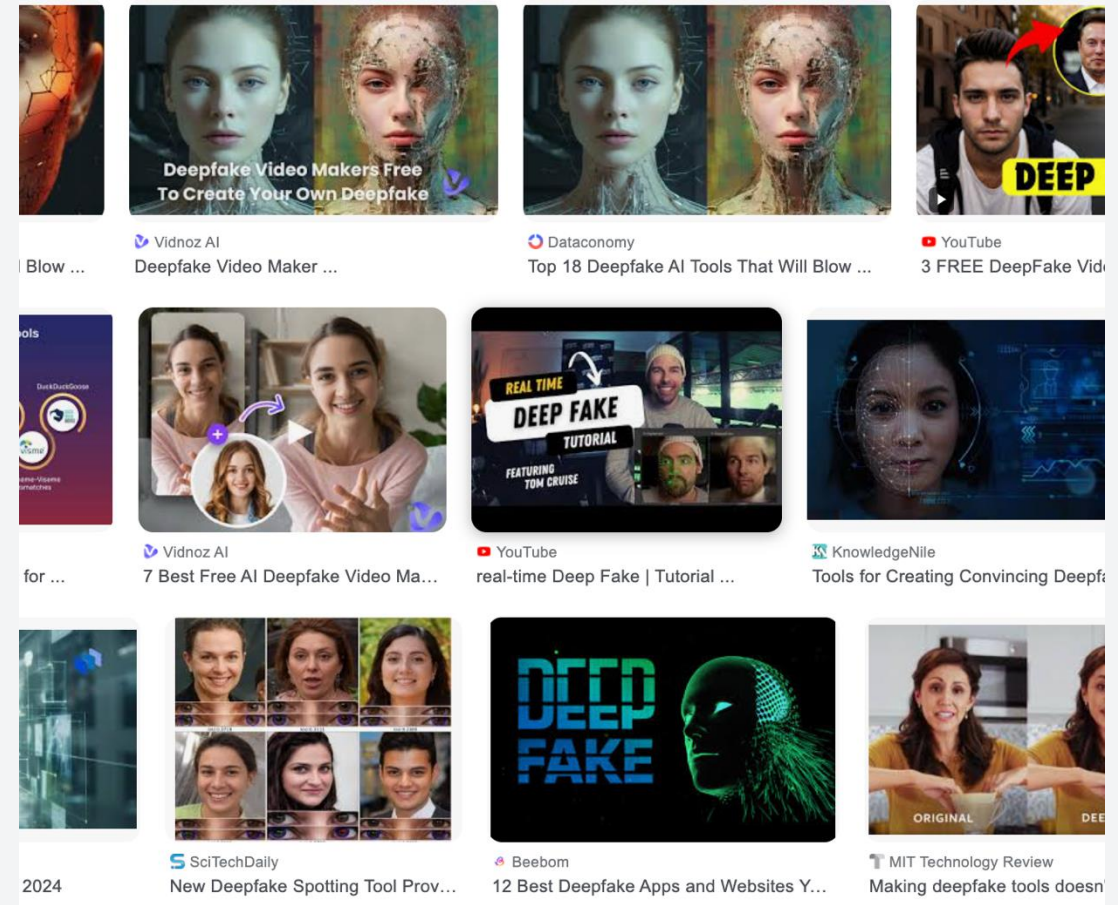 Deepfake Video Makers Free
To Create Your Own Deepfake
DEEP
Blow ...
Vidnoz AI
Deepfake Video Maker ...
Dataconomy
Top 18 Deepfake AI Tools That Will Blow ...
YouTube
3 FREE DeepFake Vid
ols
DuckDuckGoose
REAL TIME
DEEP FAKE
TUTORIAL
FEATURING
TOM CRUISE
for ...
Vidnoz AI
7 Best Free AI Deepfake Video Ma...
YouTube
real-time Deep Fake | Tutorial ...
KnowledgeNile
Tools for Creating Convincing Deepfa
DEEP
FAKE
ORIGINAL
DEE
2024
SciTechDaily
New Deepfake Spotting Tool Prov...
Beebom
12 Best Deepfake Apps and Websites Y...
MIT Technology Review
Making deepfake tools doesn'